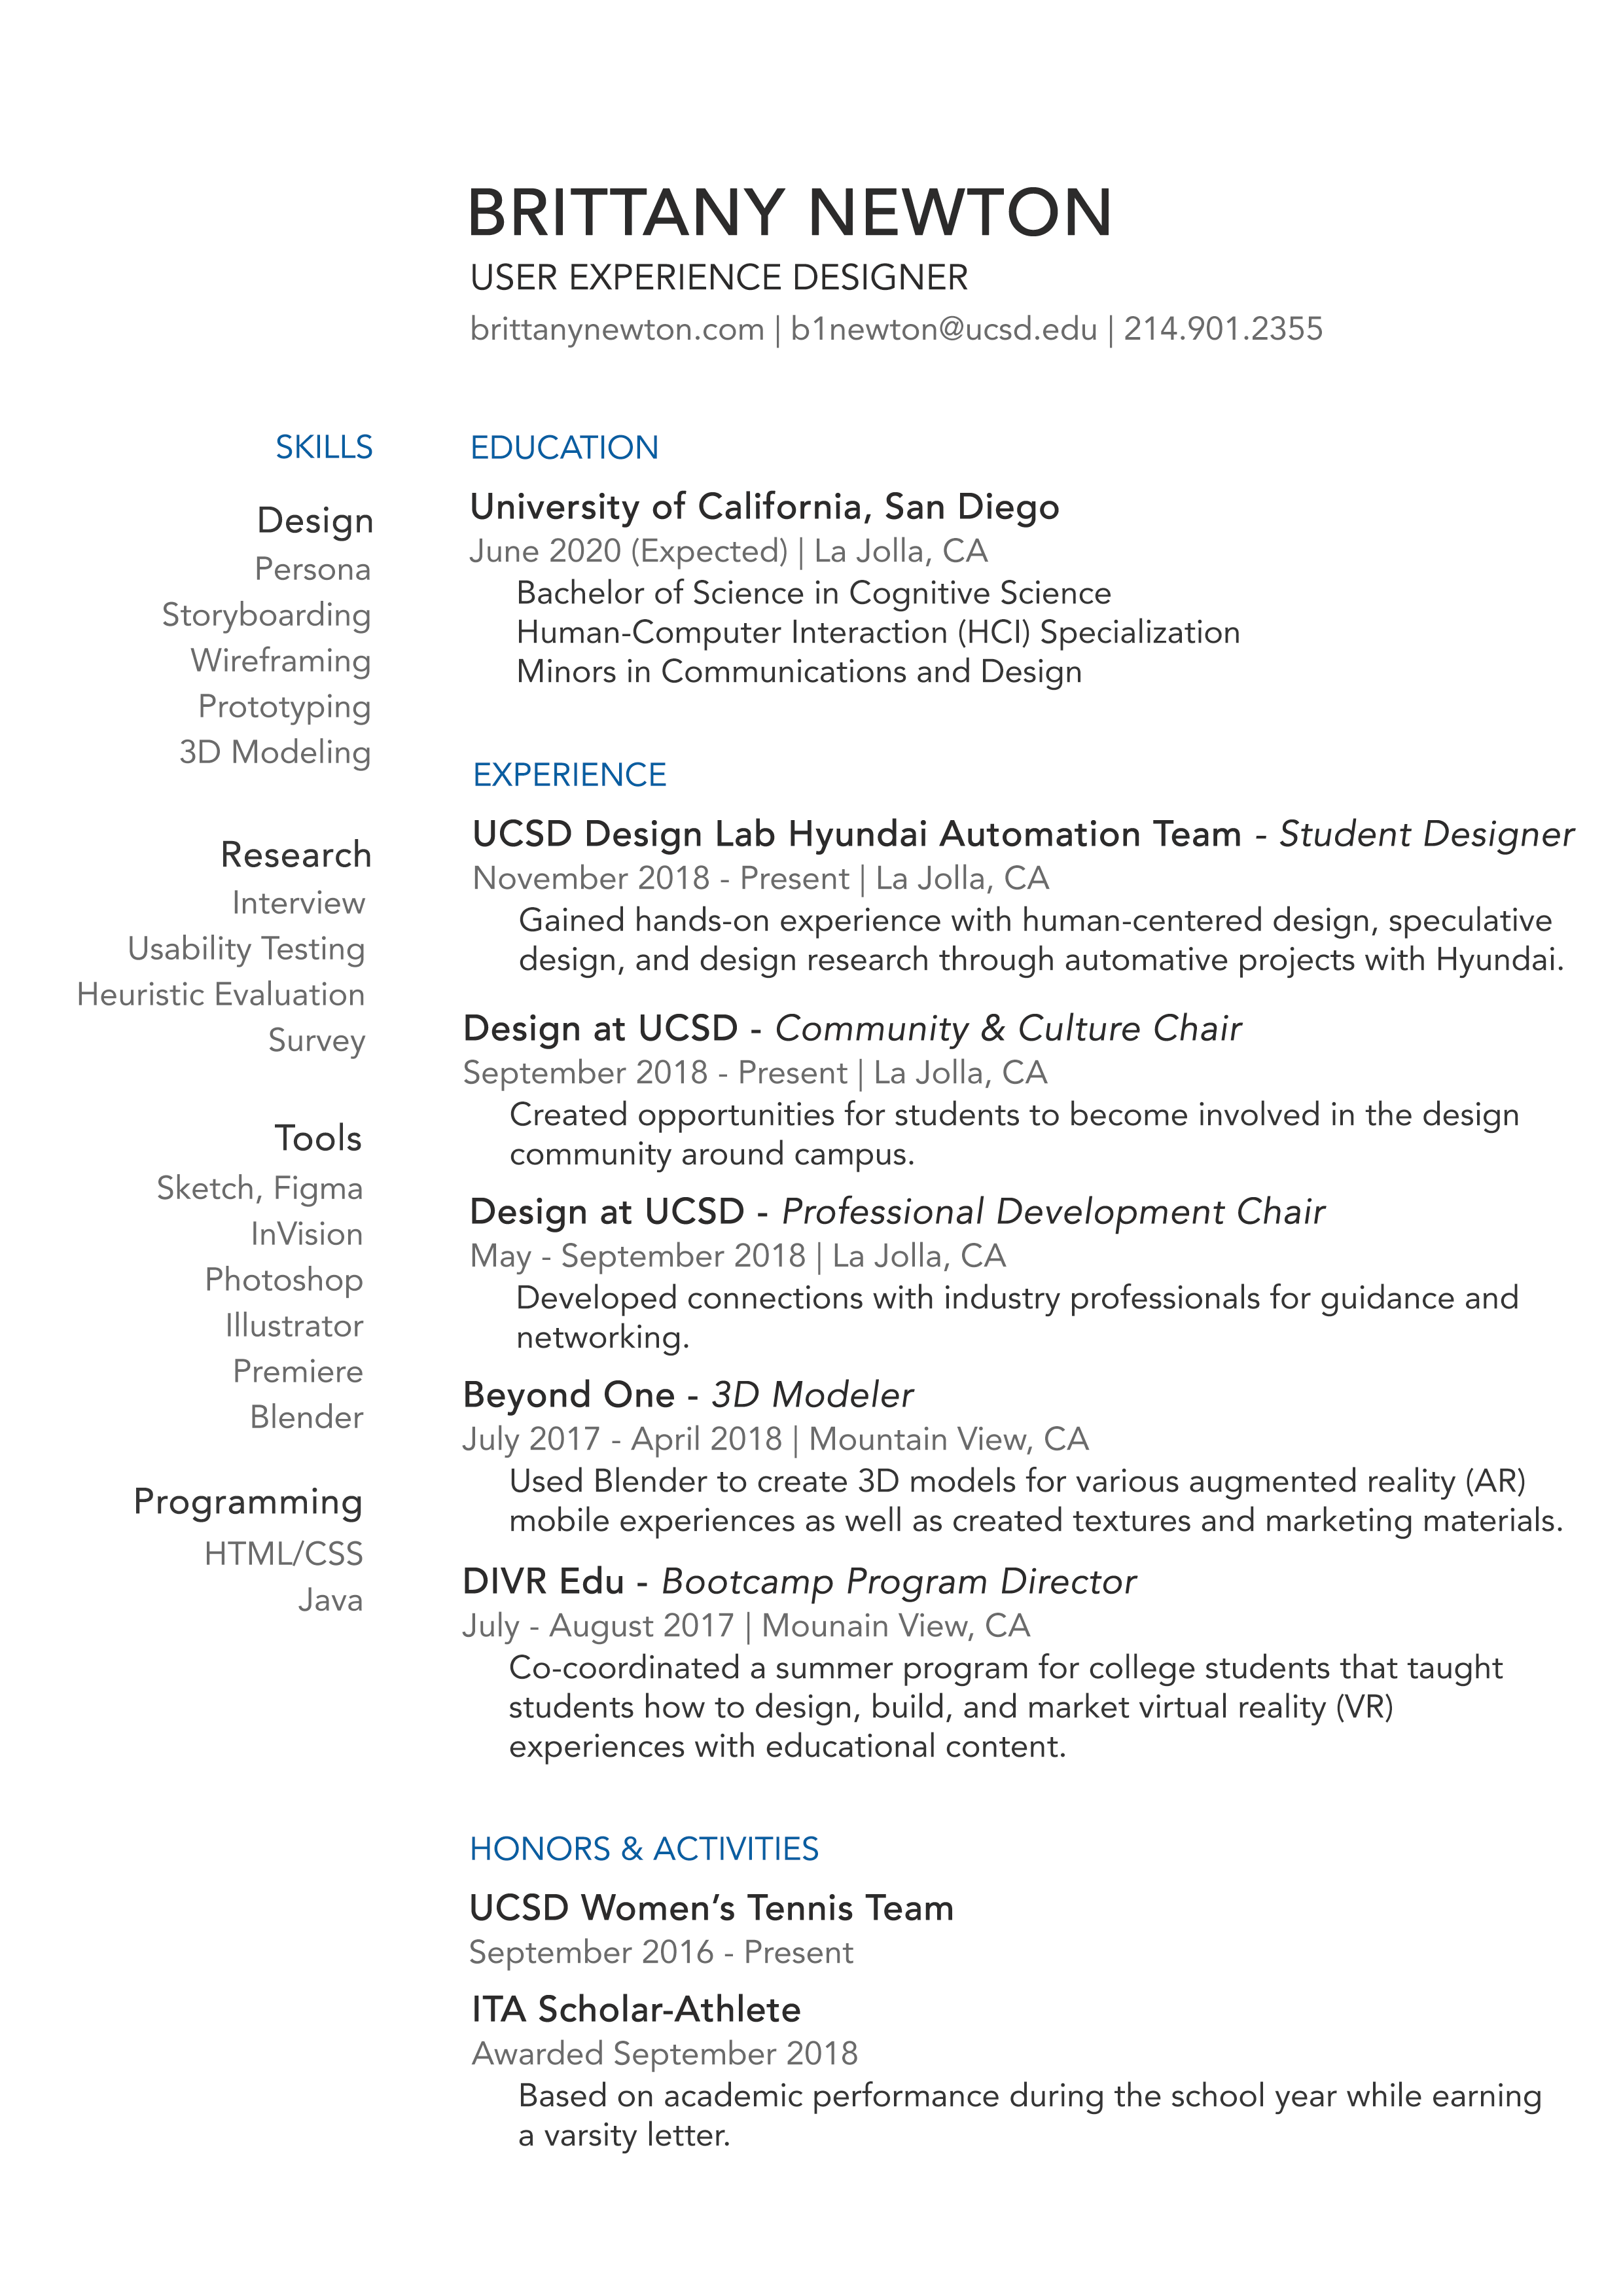 BRITTANY NEWTON
USER EXPERIENCE DESIGNER
brittanynewton.com | b1newton@ucsd.edu | 214.901.2355
SKILLS
Design
Persona
Storyboarding
Wireframing
Prototyping
3D Modeling
Research
Interview
Usability Testing
Heuristic Evaluation
Survey
Tools
Sketch, Figma
InVision
Photoshop
Illustrator
Premiere
Blender
Programming
HTML/CSS
Java
EDUCATION
University of California, San Diego
June 2020 (Expected) | La Jolla, CA
Bachelor of Science in Cognitive Science
Human-Computer Interaction (HCI) Specialization
Minors in Communications and Design
EXPERIENCE
UCSD Design Lab Hyundai Automation Team - Student Designer
November 2018 - Present | La Jolla, CA
Gained hands-on experience with human-centered design, speculative
design, and design research through automative projects with Hyundai.
Design at UCSD - Community & Culture Chair
September 2018 - Present | La Jolla, CA
Created opportunities for students to become involved in the design
community around campus.
Design at UCSD - Professional Development Chair
May - September 2018 | La Jolla, CA
Developed connections with industry professionals for guidance and
networking.
Beyond One - 3D Modeler
July 2017 - April 2018 | Mountain View, CA
Used Blender to create 3D models for various augmented reality (AR)
mobile experiences as well as created textures and marketing materials.
DIVR Edu - Bootcamp Program Director
July - August 2017 | Mounain View, CA
Co-coordinated a summer program for college students that taught
students how to design, build, and market virtual reality (VR)
experiences with educational content.
HONORS & ACTIVITIES
UCSD Women’s Tennis Team
September 2016 - Present
ITA Scholar-Athlete
Awarded September 2018
Based on academic performance during the school year while earning
a varsity letter.